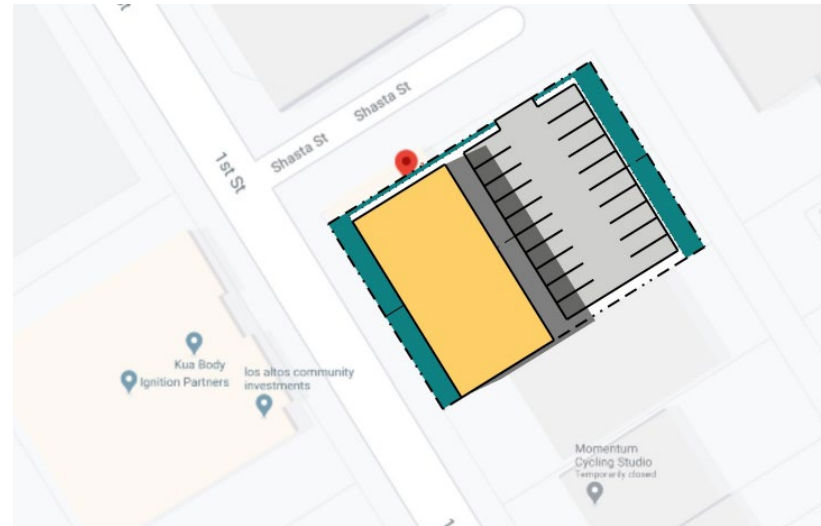 Shasta St
Shasta St
1st St
Kua Body
Ignition Partners
los altos community
investments
Momentum
Cycling Studio
Temporarily closed